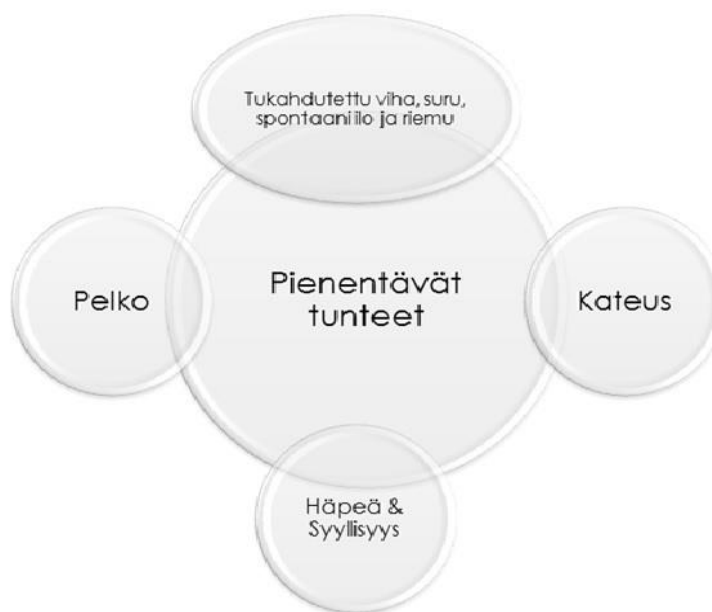 Tukahdutettu viha, suru,
spontaani ilo ja riemu
Pelko
Pienentävät
tunteet
Kateus
Häpeä &
Syyllisyys